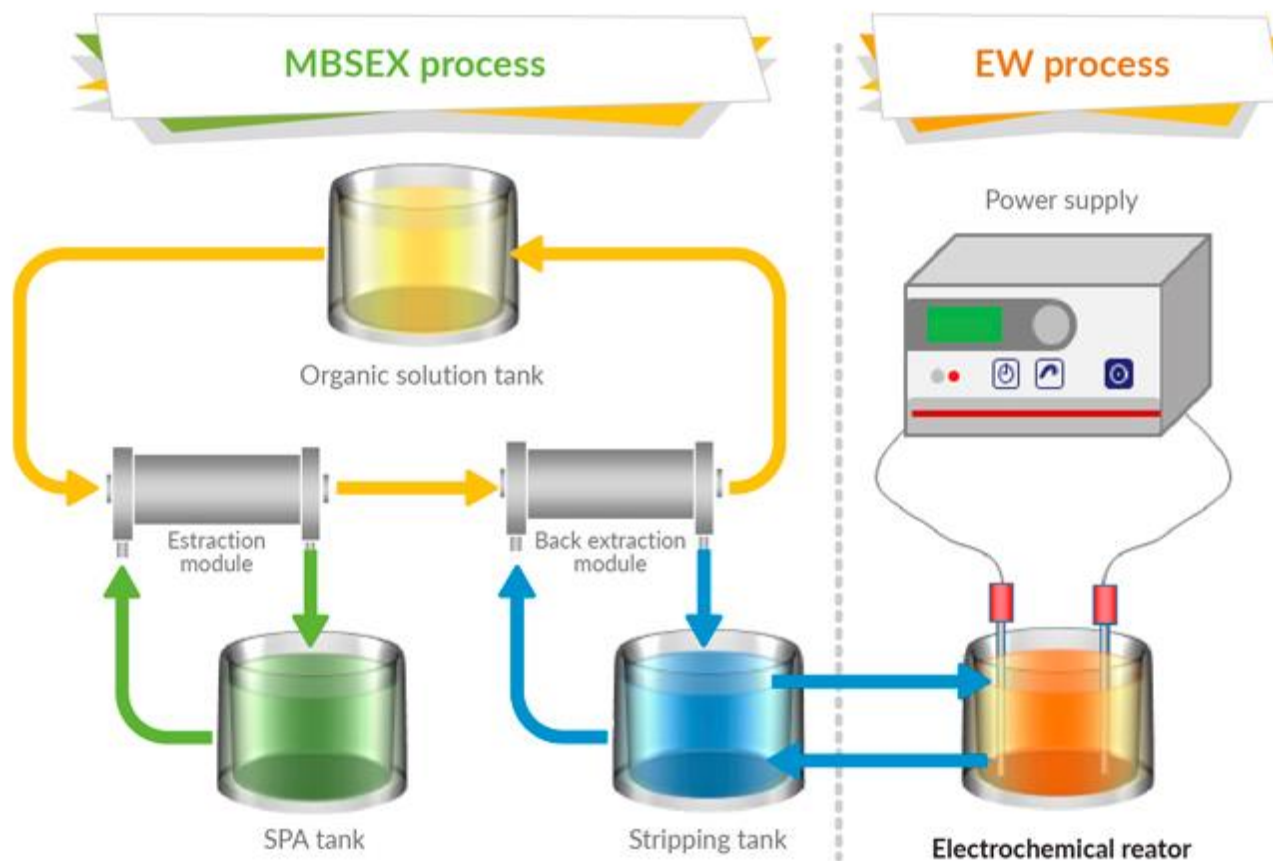 MBSEX process
EW process
Power supply
Organic solution tank
Estraction
module
Back extraction
module
SPA tank
Stripping tank
Electrochemical reator